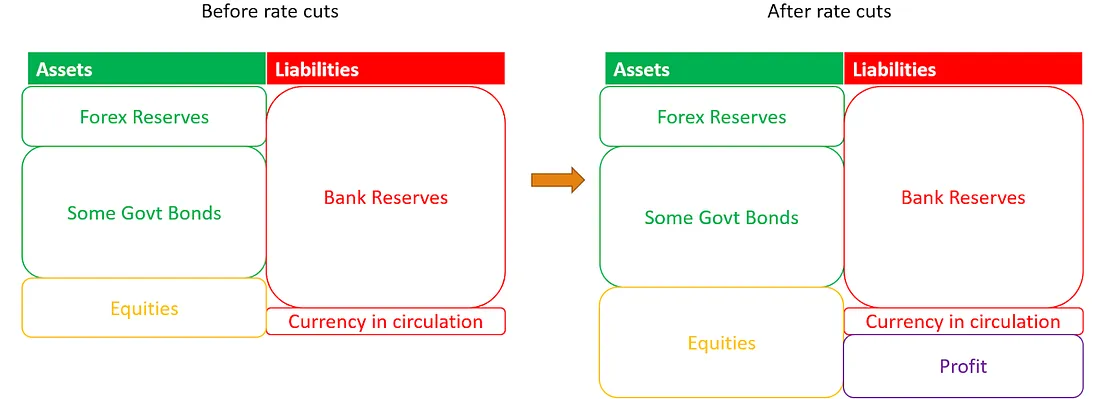 Before rate cuts
After rate cuts
Assets
Liabilities
Forex Reserves
Some Govt Bonds
Equities
Bank Reserves
Currency in circulation
Assets
Liabilities
Forex Reserves
Some Govt Bonds
Equities
Bank Reserves
Currency in circulation
Profit